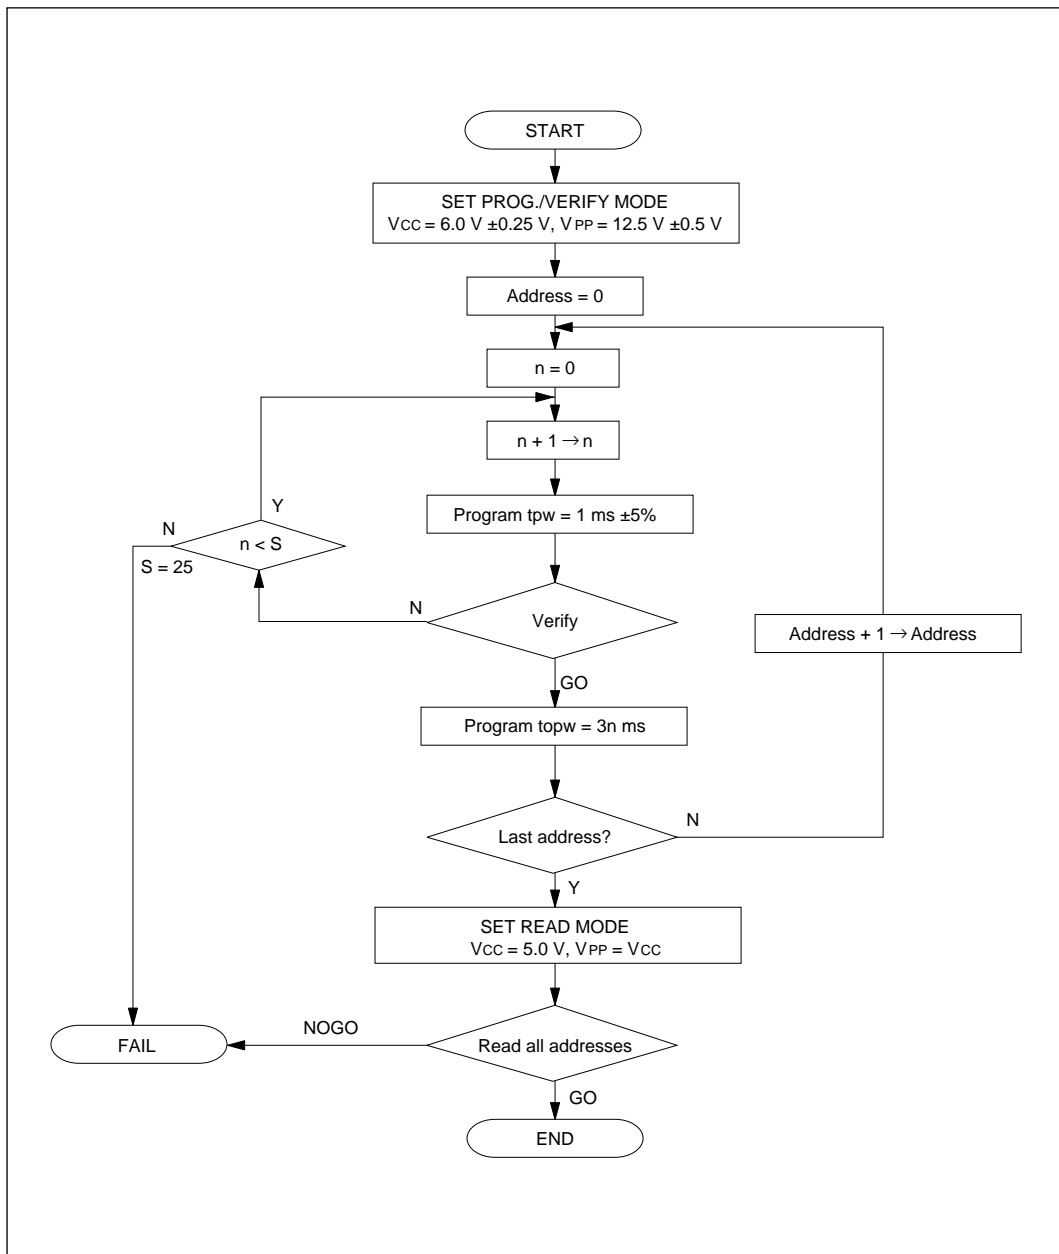 START
SET PROG./VERIFY MODE
VCC = 6.0 V ±0.25 V, VPP = 12.5 V ±0.5 V
Address = 0
n = 0
n + 1 → n
Program tpw = 1 ms ±5%
Y
N
n < S
S = 25
N
Verify
Address + 1 → Address
GO
Program topw = 3n ms
Last address?
N
Y
SET READ MODE
VCC = 5.0 V, VPP = VCC
NOGO
FAIL
Read all addresses
GO
END